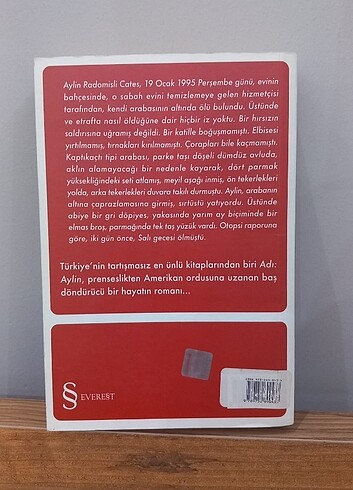 Aylin Radomisli Cates, 19 Ocak 1995 Perşembe günü, evinin
bahçesinde, o sabah evini temizlemeye gelen hizmetçisi
tarafından, kendi arabasının altında ölü bulundu. Üstünde
ve etrafta nasıl öldüğüne dair hiçbir iz yoktu. Bir hırsızın
saldırısına uğramış değildi. Bir katille boğuşmamıştı. Elbisesi
yırtılmamış, tırnakları kırılmamıştı. Çorapları bile kaçmamıştı.
Kaptıkaçtı tipi arabası, parke taşı döşeli dümdüz avluda,
aklın alamayacağı bir nedenle kayarak, dört parmak
yüksekliğindeki seti atlamış, meyil aşağı inmiş, ön tekerlekleri
yolda, arka tekerlekleri duvara takılı durmuştu. Aylin, arabanın
altına çaprazlamasına girmiş, sırtüstü yatıyordu. Üstünde
abiye bir gri döpiyes, yakasında yarım ay biçiminde bir
elmas broş, parmağında tek taş yüzük vardı. Otopsi raporuna
göre, iki gün önce, Salı gecesi ölmüştü.
Türkiye'nin tartışmasız en ünlü kitaplarından biri Adı:
Aylin, prenseslikten Amerikan ordusuna uzanan baş
döndürücü bir hayatın romanı...
EVEREST